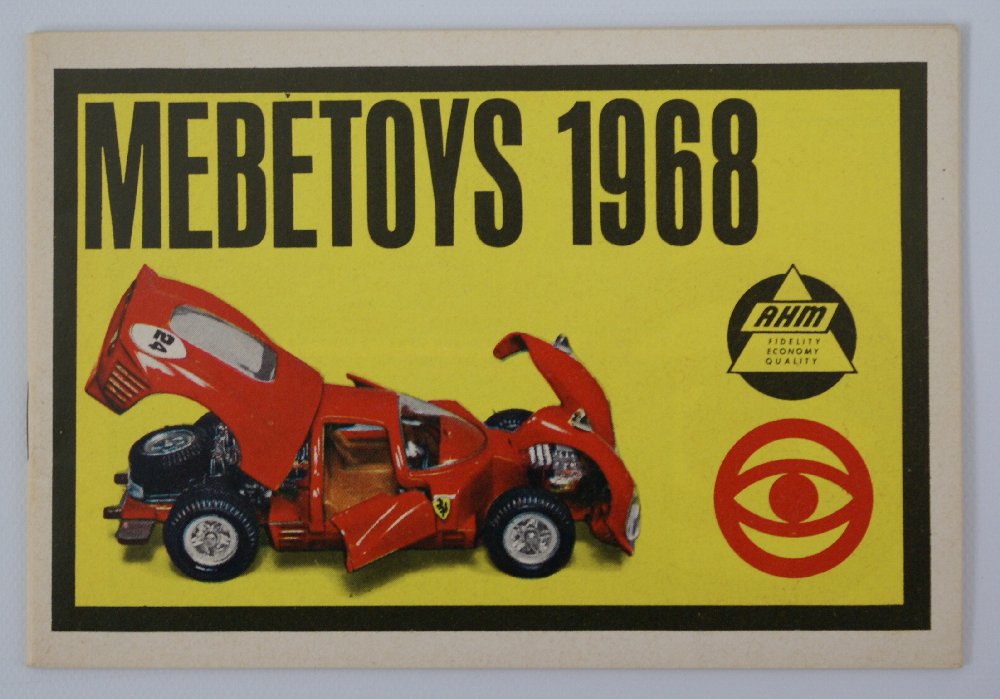 MEBETOYS 1968
AHM
FIDELITY
ECONOMY
QUALITY
24